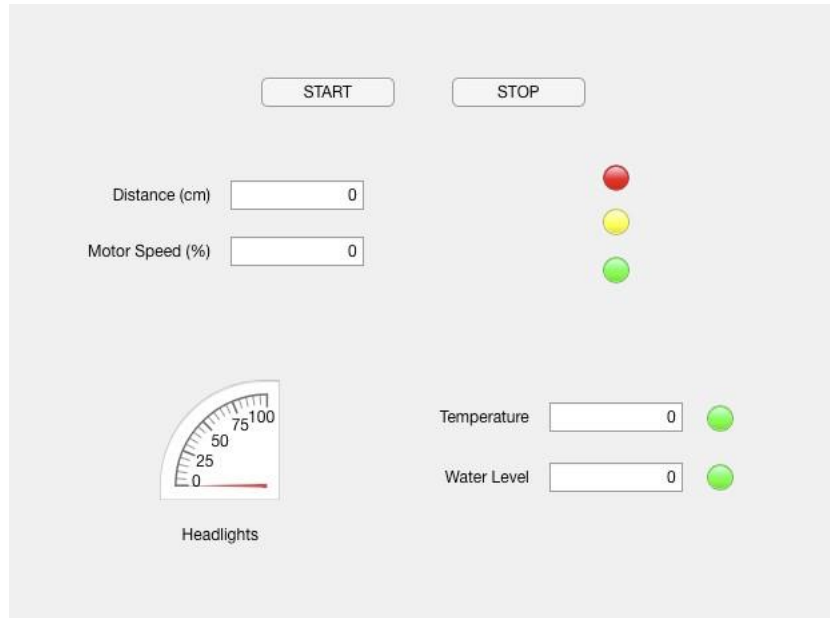 START
STOP
Distance (cm)
0
Motor Speed (%)
0
100
75
50
25
0
Headlights
Temperature
0
Water Level
0